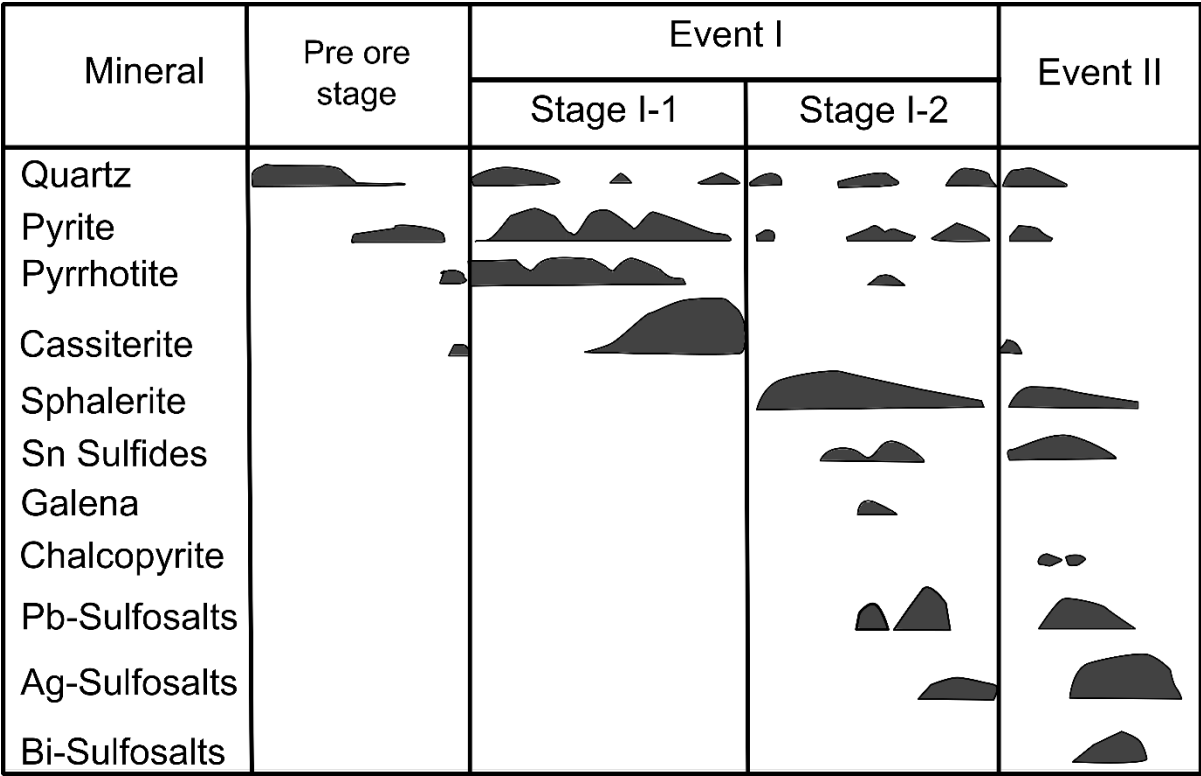 Mineral
Pre ore
stage
Event I
Stage I-1
Stage I-2
Event II
Quartz
Pyrite
Pyrrhotite
Cassiterite
Sphalerite
Sn Sulfides
Galena
Chalcopyrite
Pb-Sulfosalts
Ag-Sulfosalts
Bi-Sulfosalts